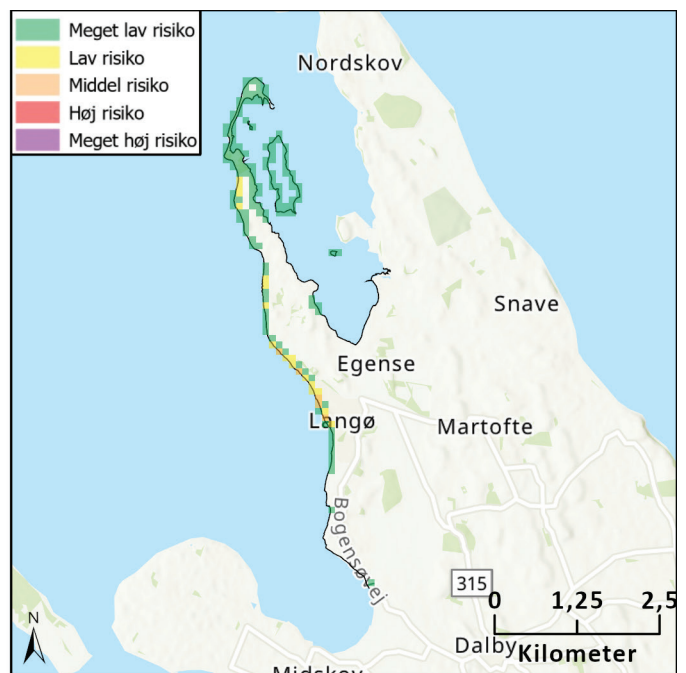 Meget lav risiko
Lav risiko
Middel risiko
Høj risiko
Meget høj risiko
Nordskov
Snave
Egense
Langø
Martofte
Bogensøvej
315
0 1,25 2,5
Kilometer
Dalby
Midskov
N